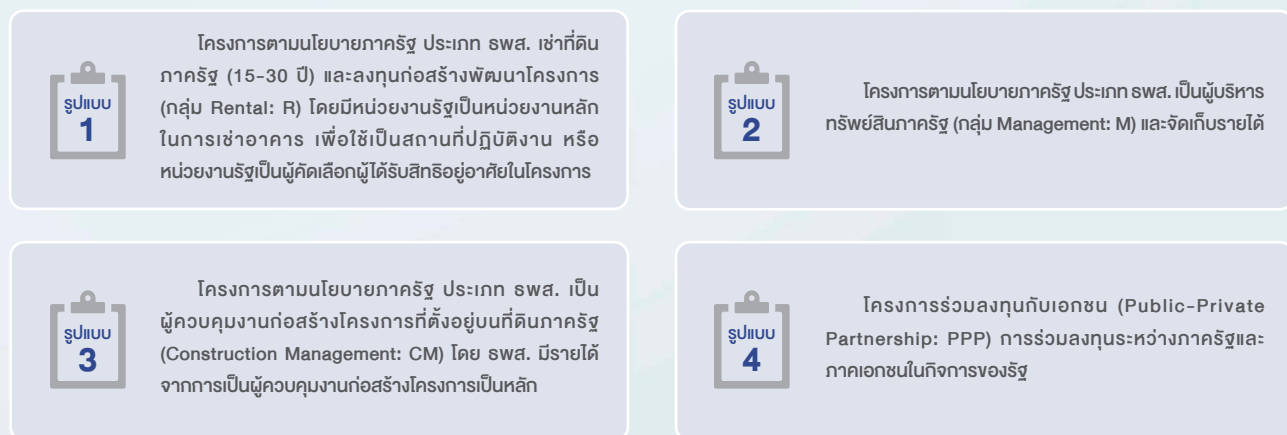 รูปแบบ
1
โครงการตามนโยบายภาครัฐ ประเภท ธพส. เช่าที่ดิน
ภาครัฐ (15-30 ปี) และลงทุนก่อสร้างพัฒนาโครงการ
(กลุ่ม Rental: R) โดยมีหน่วยงานรัฐเป็นหน่วยงานหลัก
ในการเช่าอาคาร เพื่อใช้เป็นสถานที่ปฏิบัติงาน หรือ
หน่วยงานรัฐเป็นผู้คัดเลือกผู้ได้รับสิทธิอยู่อาศัยในโครงการ
รูปแบบ
2
โครงการตามนโยบายภาครัฐ ประเภท ธพส. เป็นผู้บริหาร
ทรัพย์สินภาครัฐ (กลุ่ม Management: M) และจัดเก็บรายได้
รูปแบบ
3
โครงการตามนโยบายภาครัฐ ประเภท ธพส. เป็น
ผู้ควบคุมงานก่อสร้างโครงการที่ตั้งอยู่บนที่ดินภาครัฐ
(Construction Management: CM) โดย ธพส. มีรายได้
จากการเป็นผู้ควบคุมงานก่อสร้างโครงการเป็นหลัก
รูปแบบ
4
โครงการร่วมลงทุนกับเอกชน (Public-Private
Partnership: PPP) การร่วมลงทุนระหว่างภาครัฐและ
ภาคเอกชนในกิจการของรัฐ